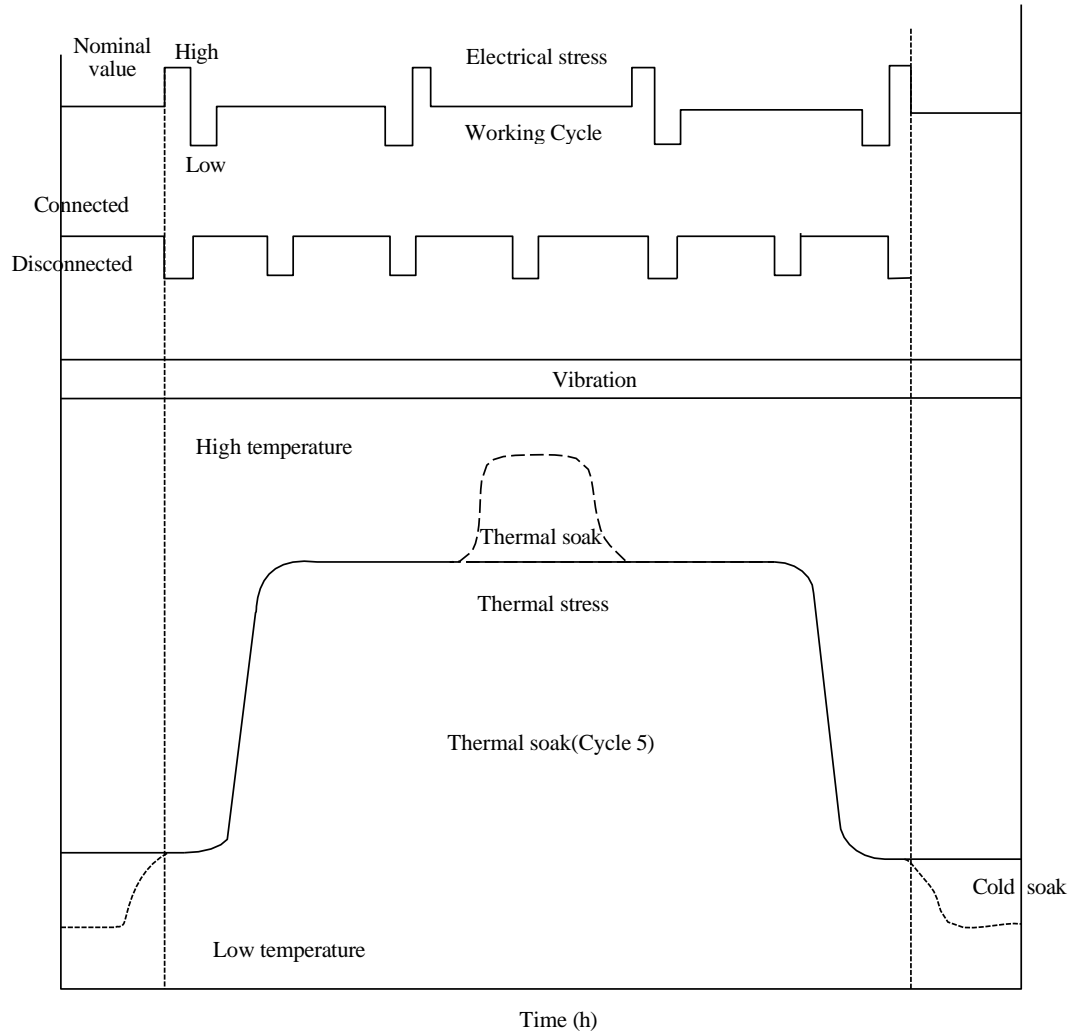 Nominal
value
High
Electrical stress
Working Cycle
Low
Connected
Disconnected
Vibration
High temperature
Thermal soak
Thermal stress
Thermal soak(Cycle 5)
Cold soak
Low temperature
Time (h)